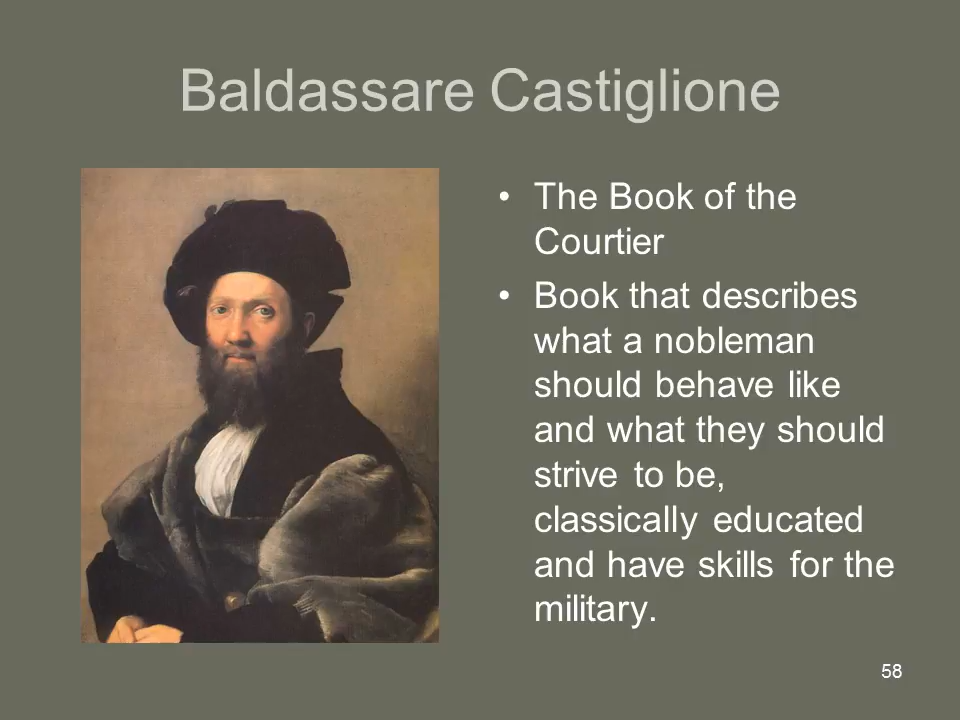 Baldassare Castiglione
• The Book of the
Courtier
• Book that describes
what a nobleman
should behave like
and what they should
strive to be,
classically educated
and have skills for the
military.
58